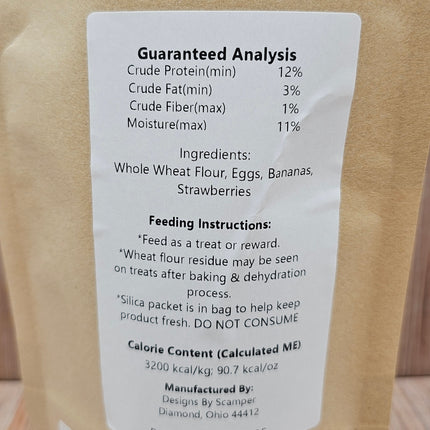 Guaranteed Analysis
Crude Protein(min) 12%
Crude Fat(min) 3%
Crude Fiber(max) 1%
Moisture(max) 11%
Ingredients:
Whole Wheat Flour, Eggs, Bananas,
Strawberries
Feeding Instructions:
*Feed as a treat or reward.
*Wheat flour residue may be seen
on treats after baking & dehydration
process.
*Silica packet is in bag to help keep
product fresh. DO NOT CONSUME
Calorie Content (Calculated ME)
3200 kcal/kg; 90.7 kcal/oz
Manufactured By:
Designs By Scamper
Diamond, Ohio 44412